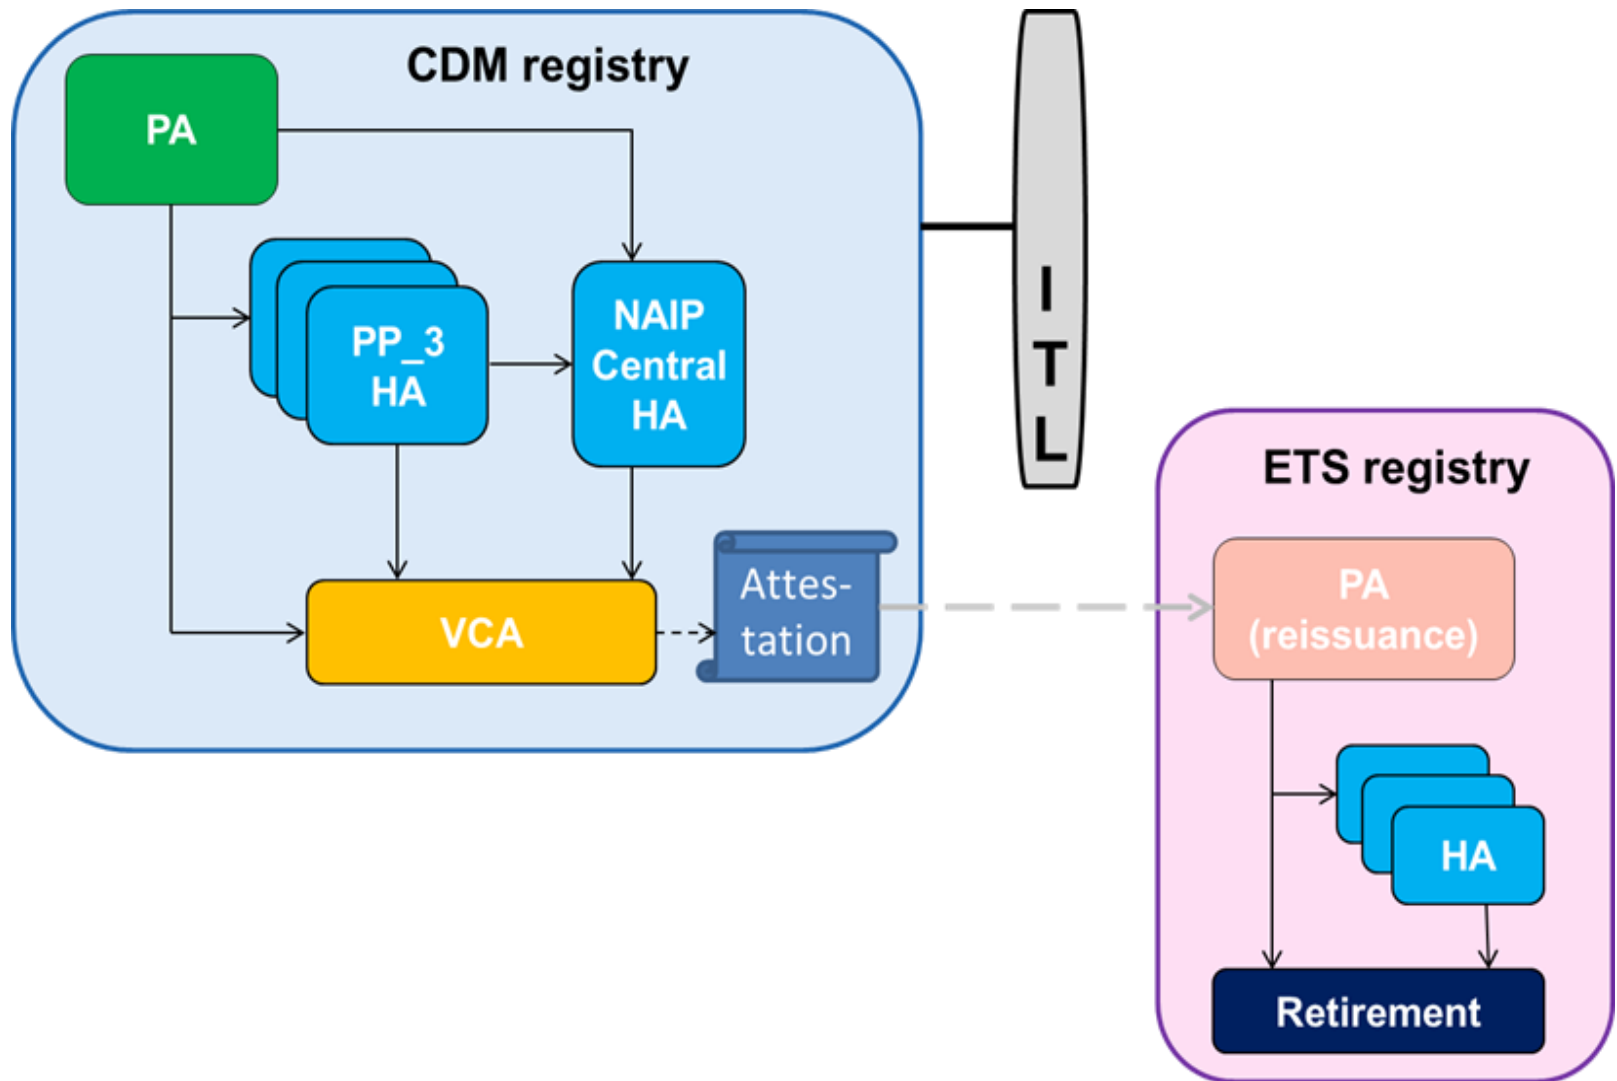 CDM registry
PA
PP_3
HA
NAIP
Central
HA
VCA
Attes-
tation
I
T
L
ETS registry
PA
(reissuance)
HA
Retirement